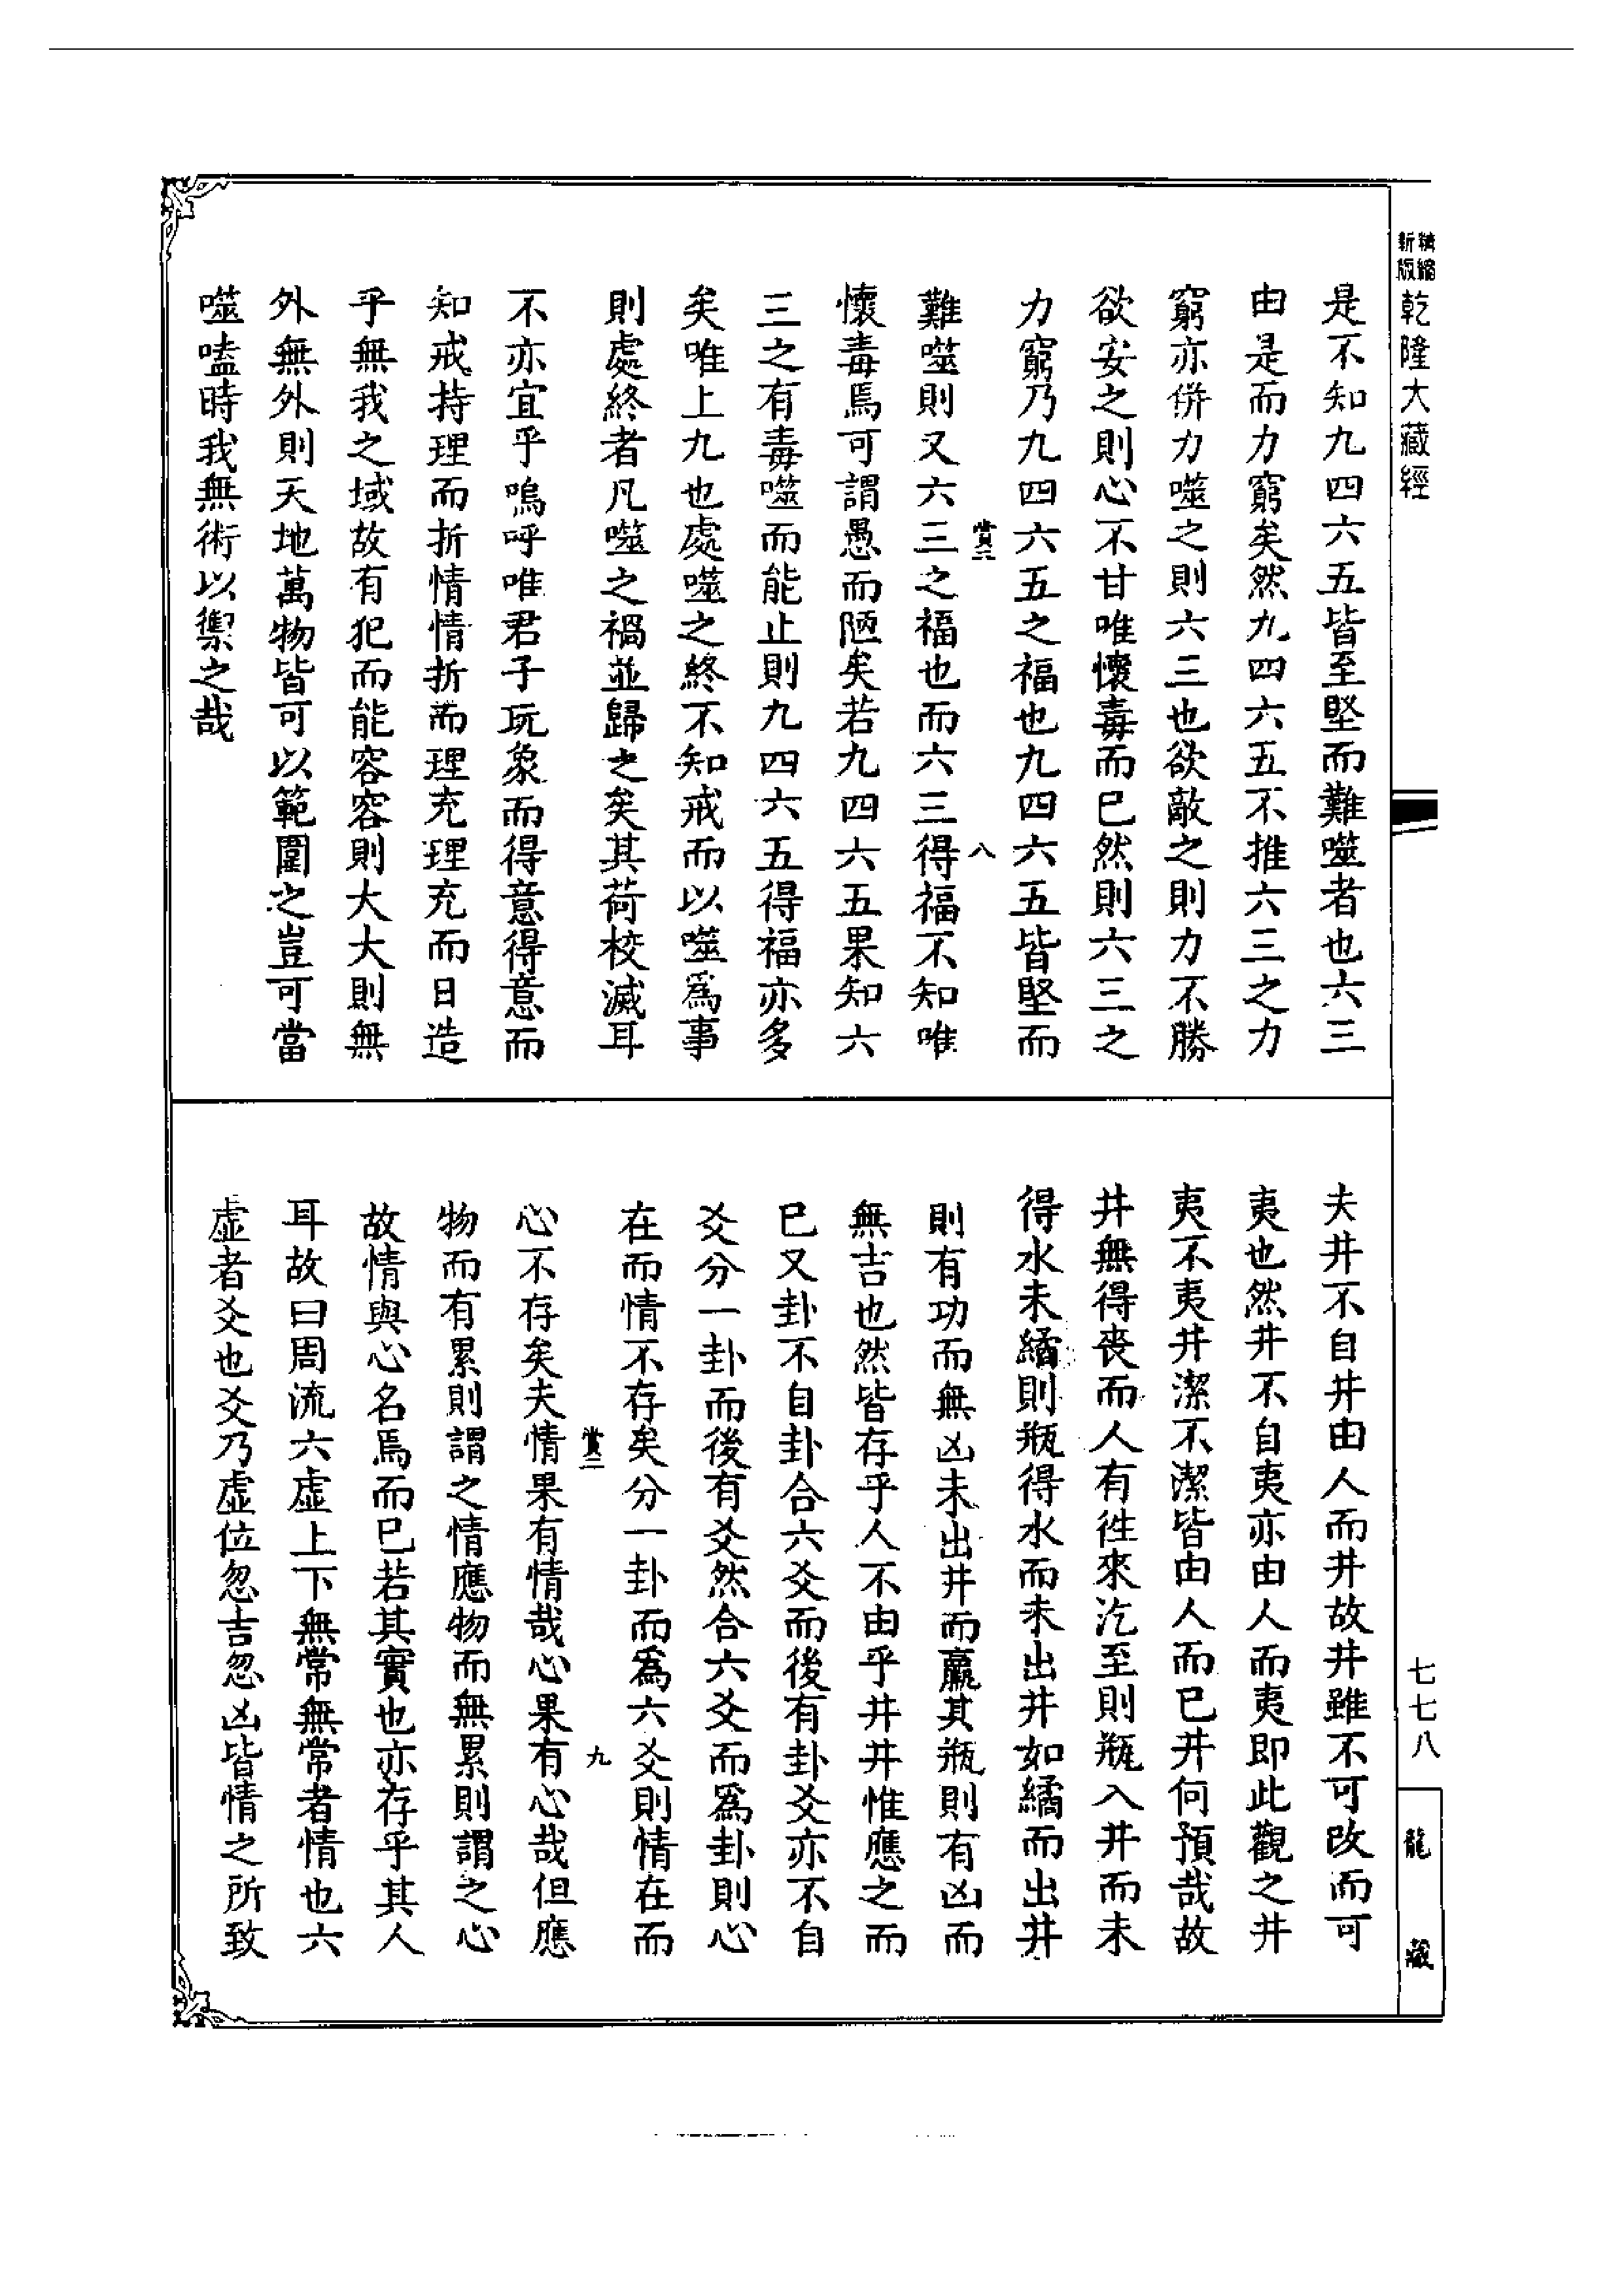 精縮
新版
乾隆大藏經
是不知九四六五皆至堅而難噬者也六三
由是而力窮矣然九四六五不推六三之力
窮亦併力噬之則六三也欲敵之則力不勝
欲安之則心不甘唯懷毒而已然則六三之
力窮乃九四六五之福也九四六五皆堅而
賞二
八
難噬則又六三之福也而六三得福不知唯
懷毒焉可謂愚而陋矣若九四六五果知六
三之有毒噬而能止則九四六五得福亦多
矣唯上九也處噬之終不知戒而以噬爲事
則處終者凡噬之禍並歸之矣其荷校滅耳
不亦宜乎嗚呼唯君子玩象而得意得意而
知戒持理而折情情折而理充理充而日造
乎無我之域故有犯而能容容則大大則無
外無外則天地萬物皆可以範圍之豈可當
噬嗑時我無術以禦之哉
夫井不自井由人而井故井雖不可改而可
夷也然井不自夷亦由人而夷即此觀之井
夷不夷井潔不潔皆由人而已井何預哉故
井無得喪而人有徃來汔至則瓶入井而未
得水未繘則瓶得水而未出井如繘而出井
則有功而無凶未出井而羸其瓶則有凶而
無吉也然皆存乎人不由乎井井惟應之而
已又卦不自卦合六爻而後有卦爻亦不自
爻分一卦而後有爻然合六爻而爲卦則心
在而情不存矣分一卦而爲六爻則情在而
賞二
九
心不存矣夫情果有情哉心果有心哉但應
物而有累則謂之情應物而無累則謂之心
故情與心名焉而已若其實也亦存乎其人
耳故曰周流六虛上下無常無常者情也六
虛者爻也爻乃虛位忽吉忽凶皆情之所致
七七八
龍藏